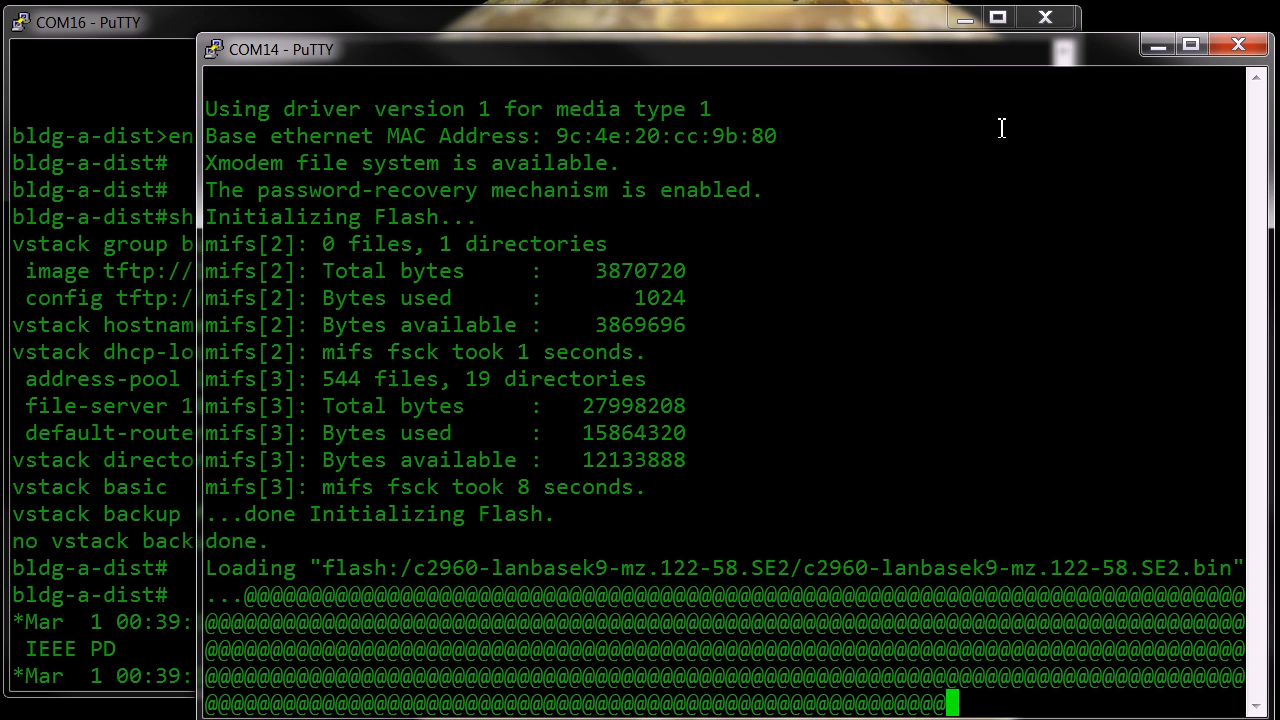 COM16 - PuTTY
bldg-a-dist>en
bldg-a-dist#
bldg-a-dist#
bldg-a-dist#sh
vstack group b
image tftp://
config tftp:/
vstack hostnam
vstack dhcp-lo
address-pool
file-server 1
default-route
vstack directo
vstack basic
vstack backup
no vstack back
bldg-a-dist#
bldg-a-dist#
*Mar  1 00:39:
IEEE PD
*Mar  1 00:39:
COM14 - PuTTY
Using driver version 1 for media type 1
Base ethernet MAC Address: 9c:4e:20:cc:9b:80
Xmodem file system is available.
The password-recovery mechanism is enabled.
Initializing Flash...
mifs[2]: 0 files, 1 directories
mifs[2]: Total bytes     :    3870720
mifs[2]: Bytes used      :       1024
mifs[2]: Bytes available :    3869696
mifs[2]: mifs fsck took 1 seconds.
mifs[3]: 544 files, 19 directories
mifs[3]: Total bytes     :   27998208
mifs[3]: Bytes used      :   15864320
mifs[3]: Bytes available :   12133888
mifs[3]: mifs fsck took 8 seconds.
...done Initializing Flash.
done.
Loading "flash:/c2960-lanbasek9-mz.122-58.SE2/c2960-lanbasek9-mz.122-58.SE2.bin"
...@@@@@@@@@@@@@@@@@@@@@@@@@@@@@@@@@@@@@@@@@@@@@@@@@@@@@@@@@@@@@@@@@@@@@@@@@@@@@
@@@@@@@@@@@@@@@@@@@@@@@@@@@@@@@@@@@@@@@@@@@@@@@@@@@@@@@@@@@@@@@@@@@@@@@@@@@@@@@@
@@@@@@@@@@@@@@@@@@@@@@@@@@@@@@@@@@@@@@@@@@@@@@@@@@@@@@@@@@@@@@@@@@@@@@@@@@@@@@@@
@@@@@@@@@@@@@@@@@@@@@@@@@@@@@@@@@@@@@@@@@@@@@@@@@@@@@@@@@@@@@@@@@@@@@@@@@@@@@@@@
@@@@@@@@@@@@@@@@@@@@@@@@@@@@@@@@@@@@@@@@@@@@@@@@@@@@@@@@@